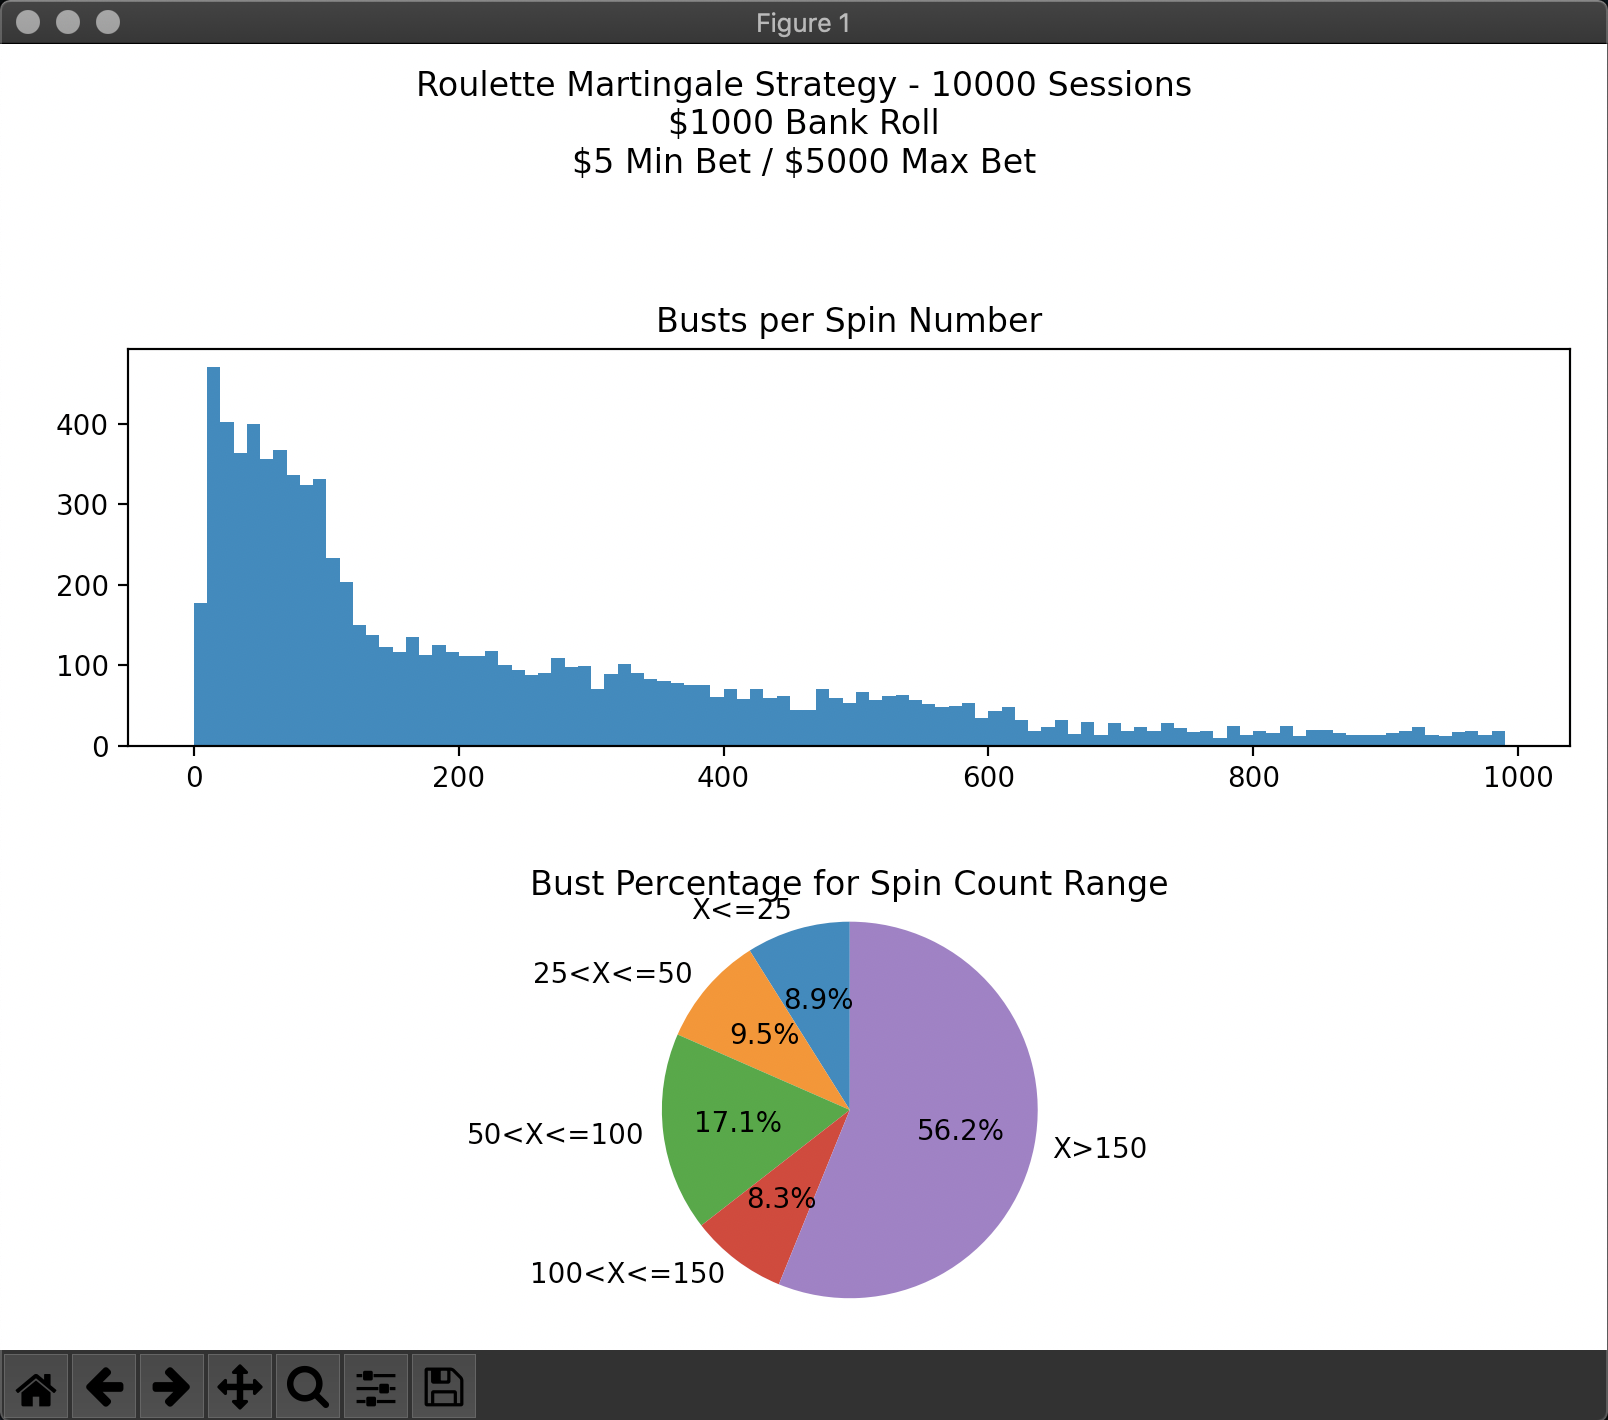 Figure 1
Roulette Martingale Strategy - 10000 Sessions
$1000 Bank Roll
$5 Min Bet / $5000 Max Bet
Busts per Spin Number
400
300
200
100
0
0 200 400 600 800 1000
Bust Percentage for Spin Count Range
X<=25
25<X<=50
8.9%
9.5%
50<X<=100
17.1%
56.2%
X>150
8.3%
100<X<=150